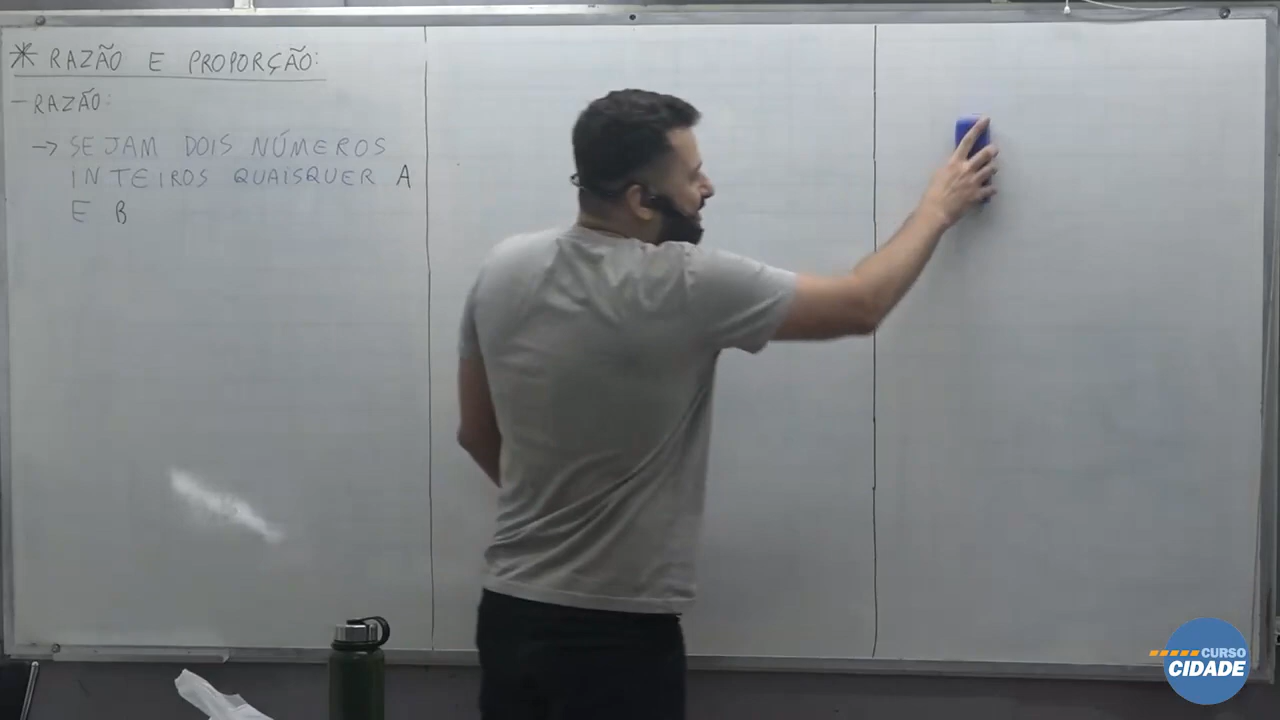 * RAZÃO E PROPORÇÃO:
- RAZÃO:
→ SEJAM DOIS NÚMEROS
INTEIROS QUAISQUER A
E B
CURSO
CIDADE